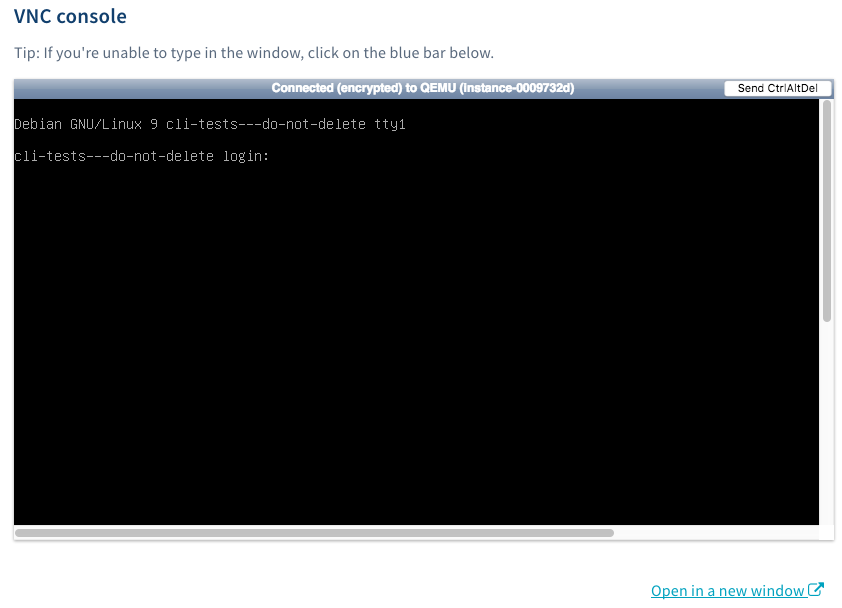 VNC console
Tip: If you're unable to type in the window, click on the blue bar below.
Connected (encrypted) to QEMU (instance-0009732d)
Send CtrlAltDel
Debian GNU/Linux 9 cli-tests---do-not-delete tty1
cli-tests---do-not-delete login:
Open in a new window